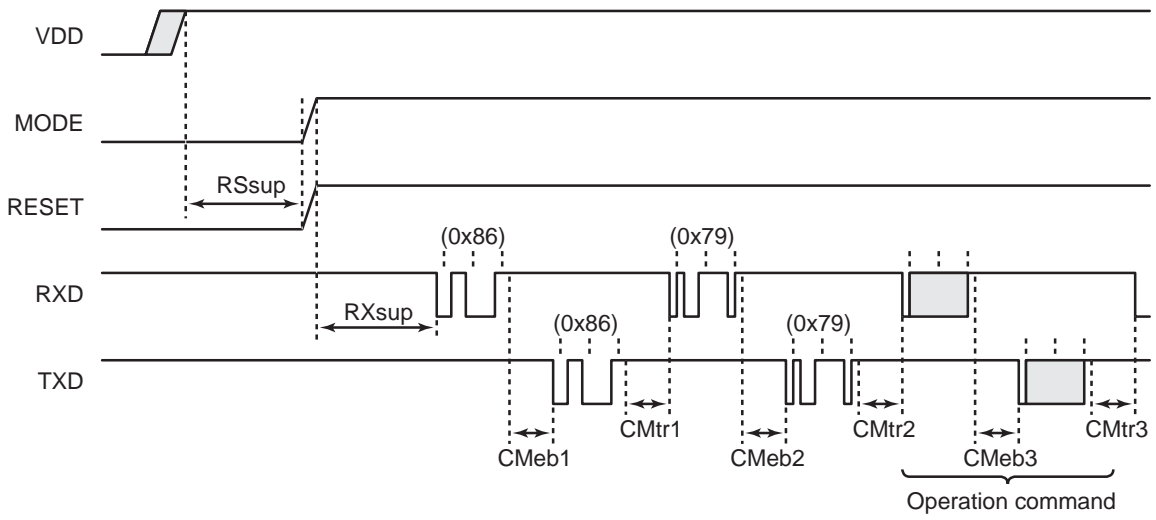 VDD
MODE
RSsup
RESET
(0x86)
(0x79)
RXD
RXsup
(0x86)
(0x79)
TXD
CMtr1
CMtr2
CMtr3
CMeb1
CMeb2
CMeb3
Operation command